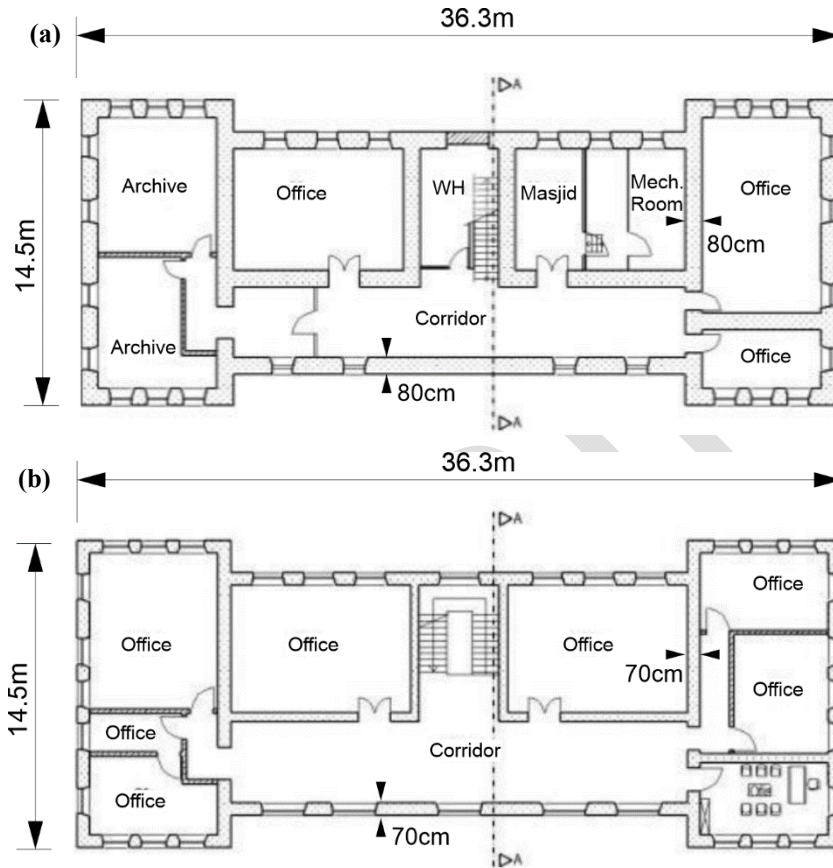 (a)
36.3m
A
14.5m
Archive
Office
WH
Masjid
Mech.
Room
Office
80cm
Archive
Corridor
Office
80cm
A
(b)
36.3m
A
14.5m
Office
Office
Office
Office
70cm
Office
Office
Corridor
Office
70cm
A